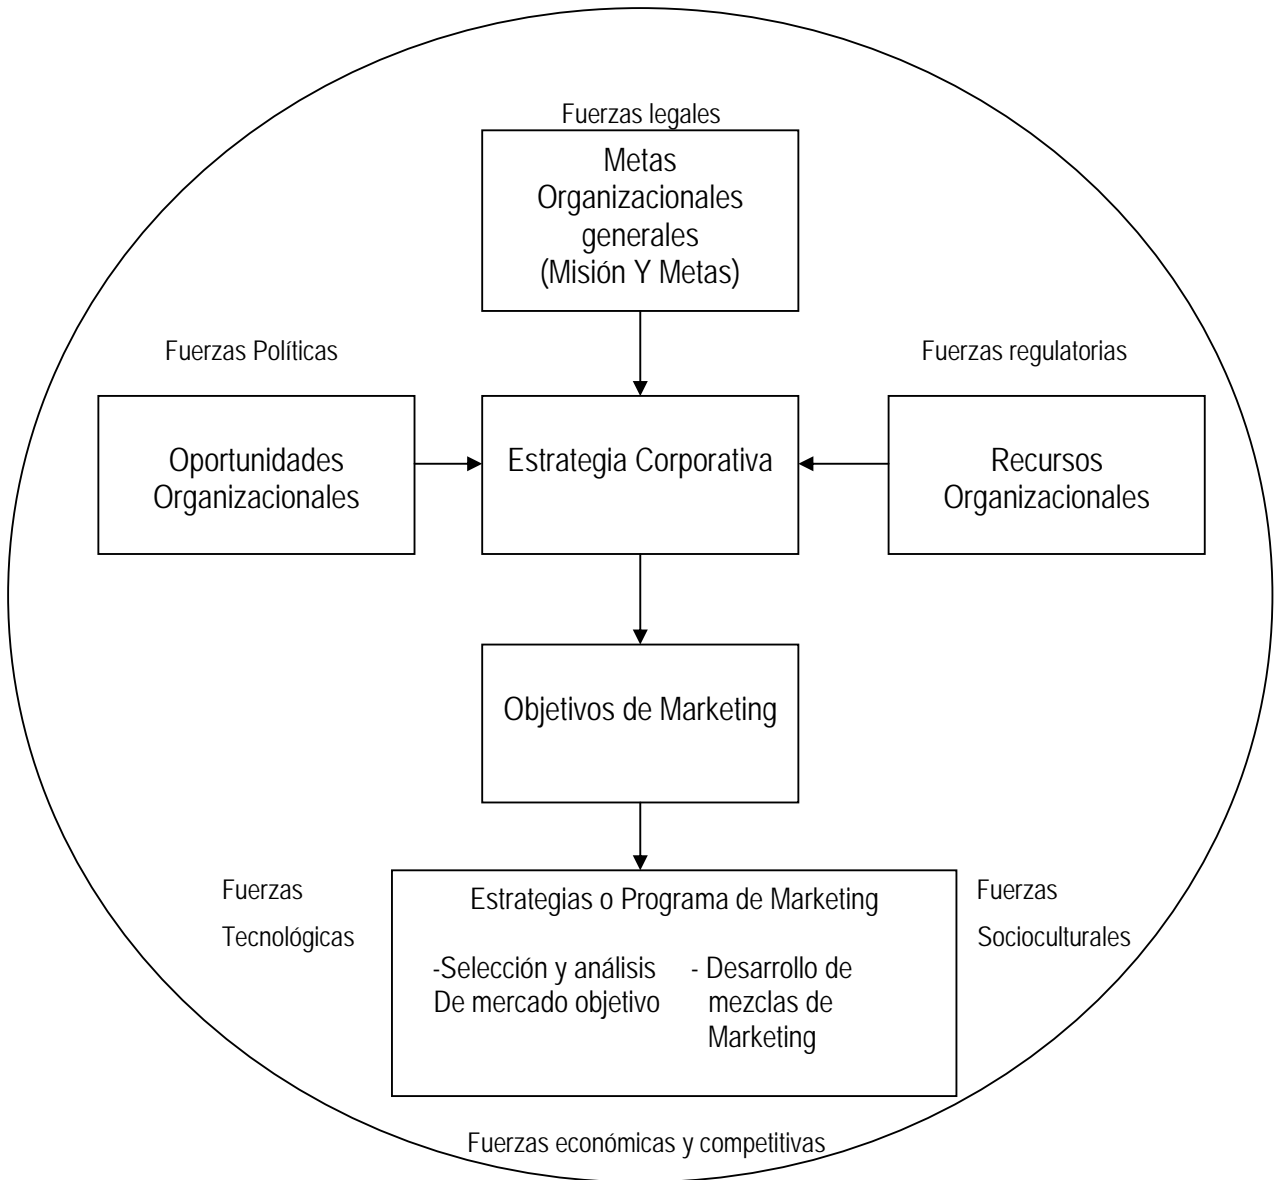 Fuerzas legales
Metas
Organizacionales
generales
(Misión Y Metas)
Fuerzas Políticas
Fuerzas regulatorias
Oportunidades
Organizacionales
Estrategia Corporativa
Recursos
Organizacionales
Objetivos de Marketing
Fuerzas
Tecnológicas
Estrategias o Programa de Marketing
-Selección y análisis
De mercado objetivo
- Desarrollo de
mezclas de
Marketing
Fuerzas
Socioculturales
Fuerzas económicas y competitivas